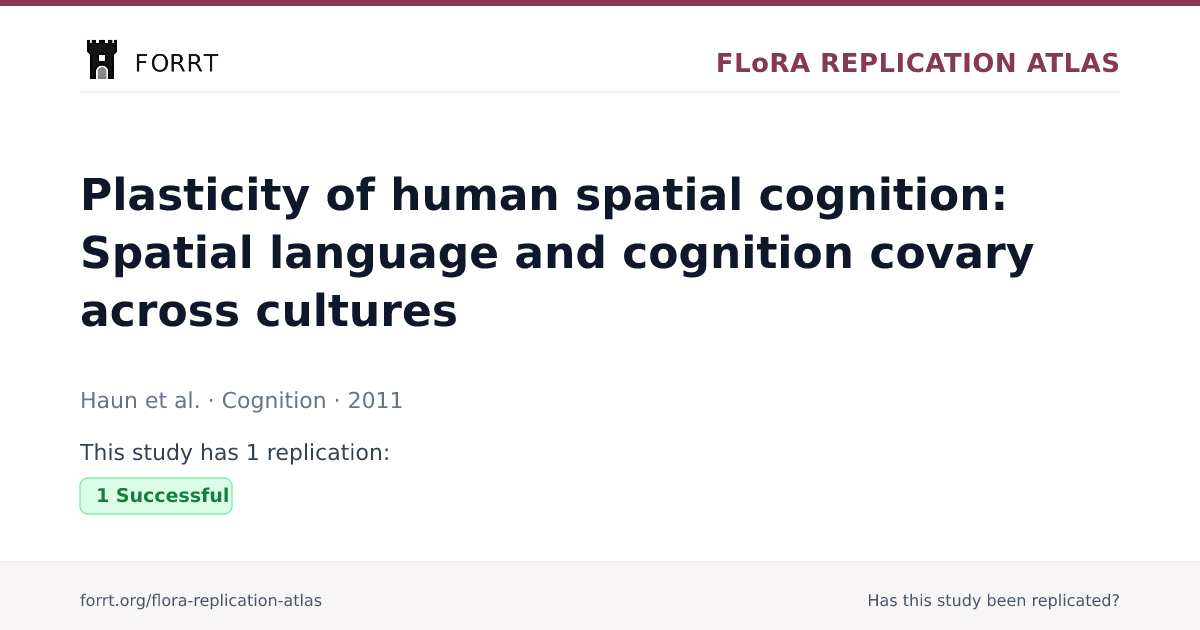 FORRT
FLoRA REPLICATION ATLAS
Plasticity of human spatial cognition:
Spatial language and cognition covary
across cultures
Haun et al. · Cognition · 2011
This study has 1 replication:
1 Successful
forrt.org/flora-replication-atlas
Has this study been replicated?